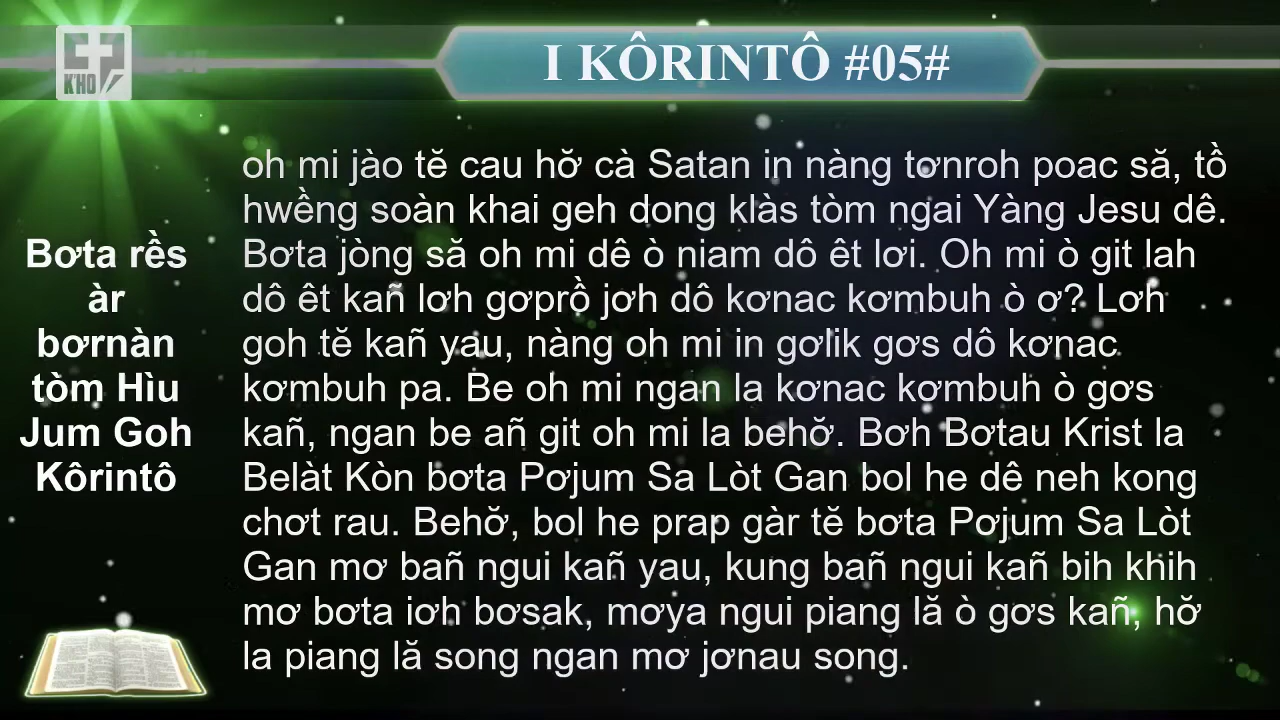 K'HO
I KÔRINTÔ #05#
Bơta rềs
àr
bơrnàn
tòm Hìu
Jum Goh
Kôrintô
oh mi jào tĕ cau hờ̆ cà Satan in nàng tơnroh poac să, tồ
hwềng soàn khai geh dong klàs tòm ngai Yàng Jesu dê.
Bơta jòng să oh mi dê ò niam dô êt lơi. Oh mi ò git lah
dô êt kañ lơh gơprồ jơh dô kơnac kơmbuh ò ơ? Lơh
goh tĕ kañ yau, nàng oh mi in gơlik gơs dô kơnac
kơmbuh pa. Be oh mi ngan la kơnac kơmbuh ò gơs
kañ, ngan be añ git oh mi la behơ̆. Bơh Bơtau Krist la
Belàt Kòn bơta Pơjum Sa Lòt Gan bol he dê neh kong
chơt rau. Behơ̆, bol he prap gàr tĕ bơta Pơjum Sa Lòt
Gan mơ bañ ngui kañ yau, kung bañ ngui kañ bih khih
mơ bơta iơh bơsak, mơya ngui piang lă ò gơs kañ, hơ̆
la piang lă song ngan mơ jơnau song.